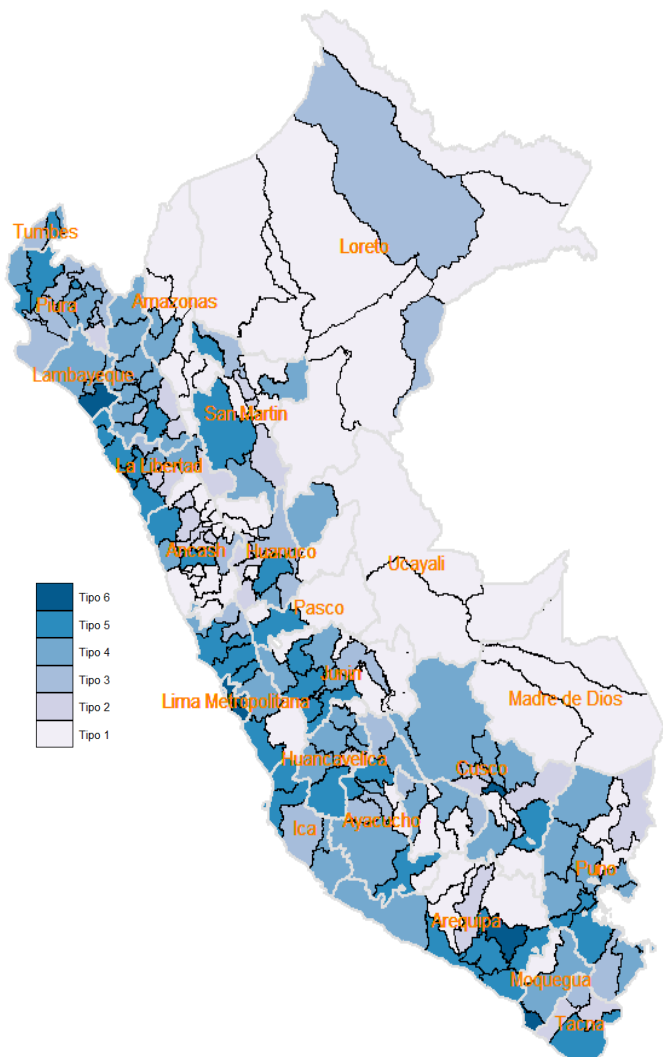 Loreto
Tumbes
Piura
Amazonas
Lambayeque
San Martin
La Libertad
Ancash
Huanuco
Ucayali
Pasco
Tipo 6
Tipo 5
Tipo 4
Tipo 3
Tipo 2
Tipo 1
Junin
Madre de Dios
Lima Metropolitana
Huancavelica
Cusco
Ica
Ayacucho
Puno
Arequipa
Moquegua
Tacna